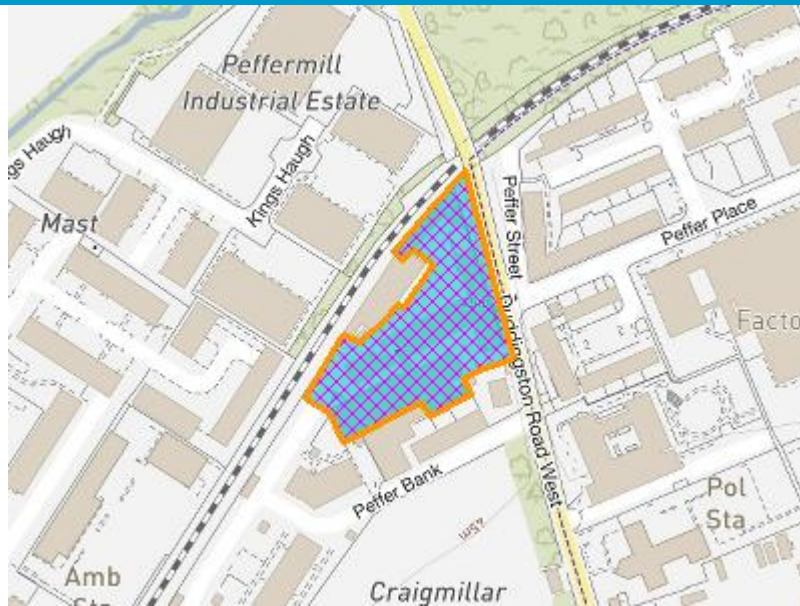 Peffermill
Industrial Estate
Kings Haugh
gs Haugh
Mast
Peffer Street
Peffer Place
Duddingston Road West
Facto
Peffer Bank
Pol
Sta
Amb
Craigmillar